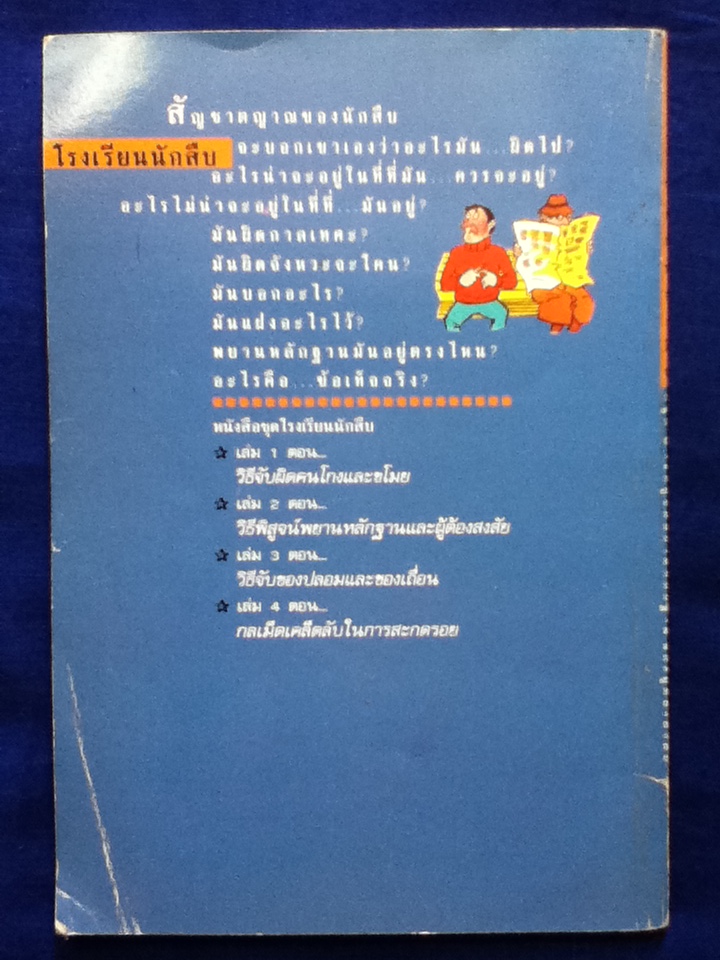 สัญชาตญาณของนักสืบ
โรงเรียนนักสืบ
จะบอกเขาเองว่าอะไรมัน...ผิดไป?
อะไรน่าจะอยู่ในที่ที่มัน...ควรจะอยู่?
อะไรไม่น่าจะอยู่ในที่ที่...มันอยู่?
มันผิดกาลเทศะ?
มันผิดจังหวะจะโคน?
มันบอกอะไร?
มันแฝงอะไรไว้?
พยานหลักฐานมันอยู่ตรงไหน?
อะไรคือ...ข้อเท็จจริง?
หนังสือชุดโรงเรียนนักสืบ
เล่ม 1 ตอน...
วิธีจับผิดคนโกงและขโมย
เล่ม 2 ตอน...
วิธีพิสูจน์พยานหลักฐานและผู้ต้องสงสัย
เล่ม 3 ตอน...
วิธีจับของปลอมและของเถื่อน
เล่ม 4 ตอน...
กลเม็ดเคล็ดลับในการสะกดรอย